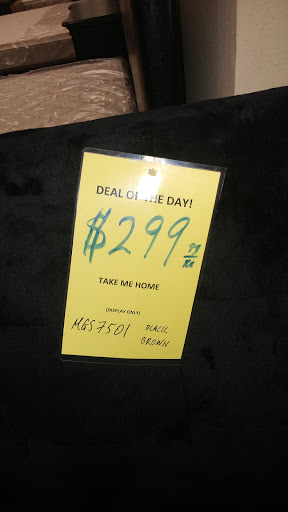 DEAL OF THE DAY!
$299 99/EA
TAKE ME HOME
(DISPLAY ONLY)
MGS7501 BLACK,
BROWN